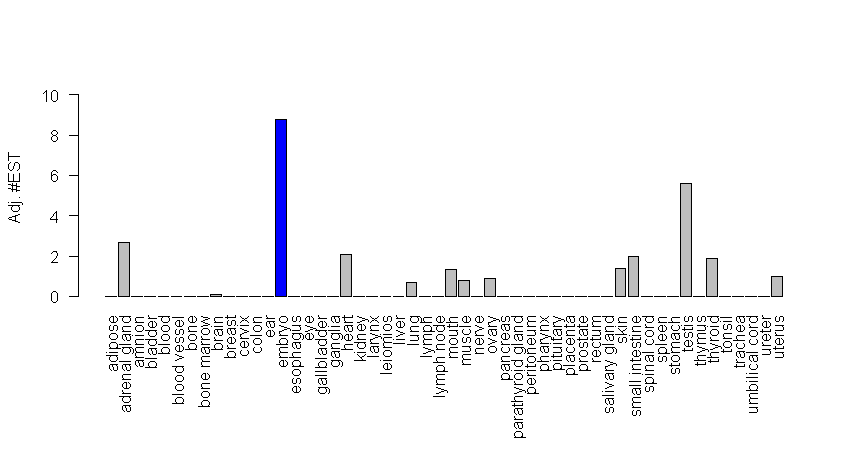 Adj. #EST
10
8
6
4
2
0
adipose
adrenal gland
amnion
bladder
blood
blood vessel
bone
bone marrow
brain
breast
cervix
colon
ear
embryo
esophagus
eye
gallbladder
ganglia
heart
kidney
larynx
leiomios
liver
lung
lymph
lymph node
mouth
muscle
nerve
ovary
pancreas
parathyroid gland
peritoneum
pharynx
pituitary
placenta
prostate
rectum
salivary gland
skin
small intestine
spinal cord
spleen
stomach
testis
thymus
thyroid
tonsil
trachea
umbilical cord
ureter
uterus